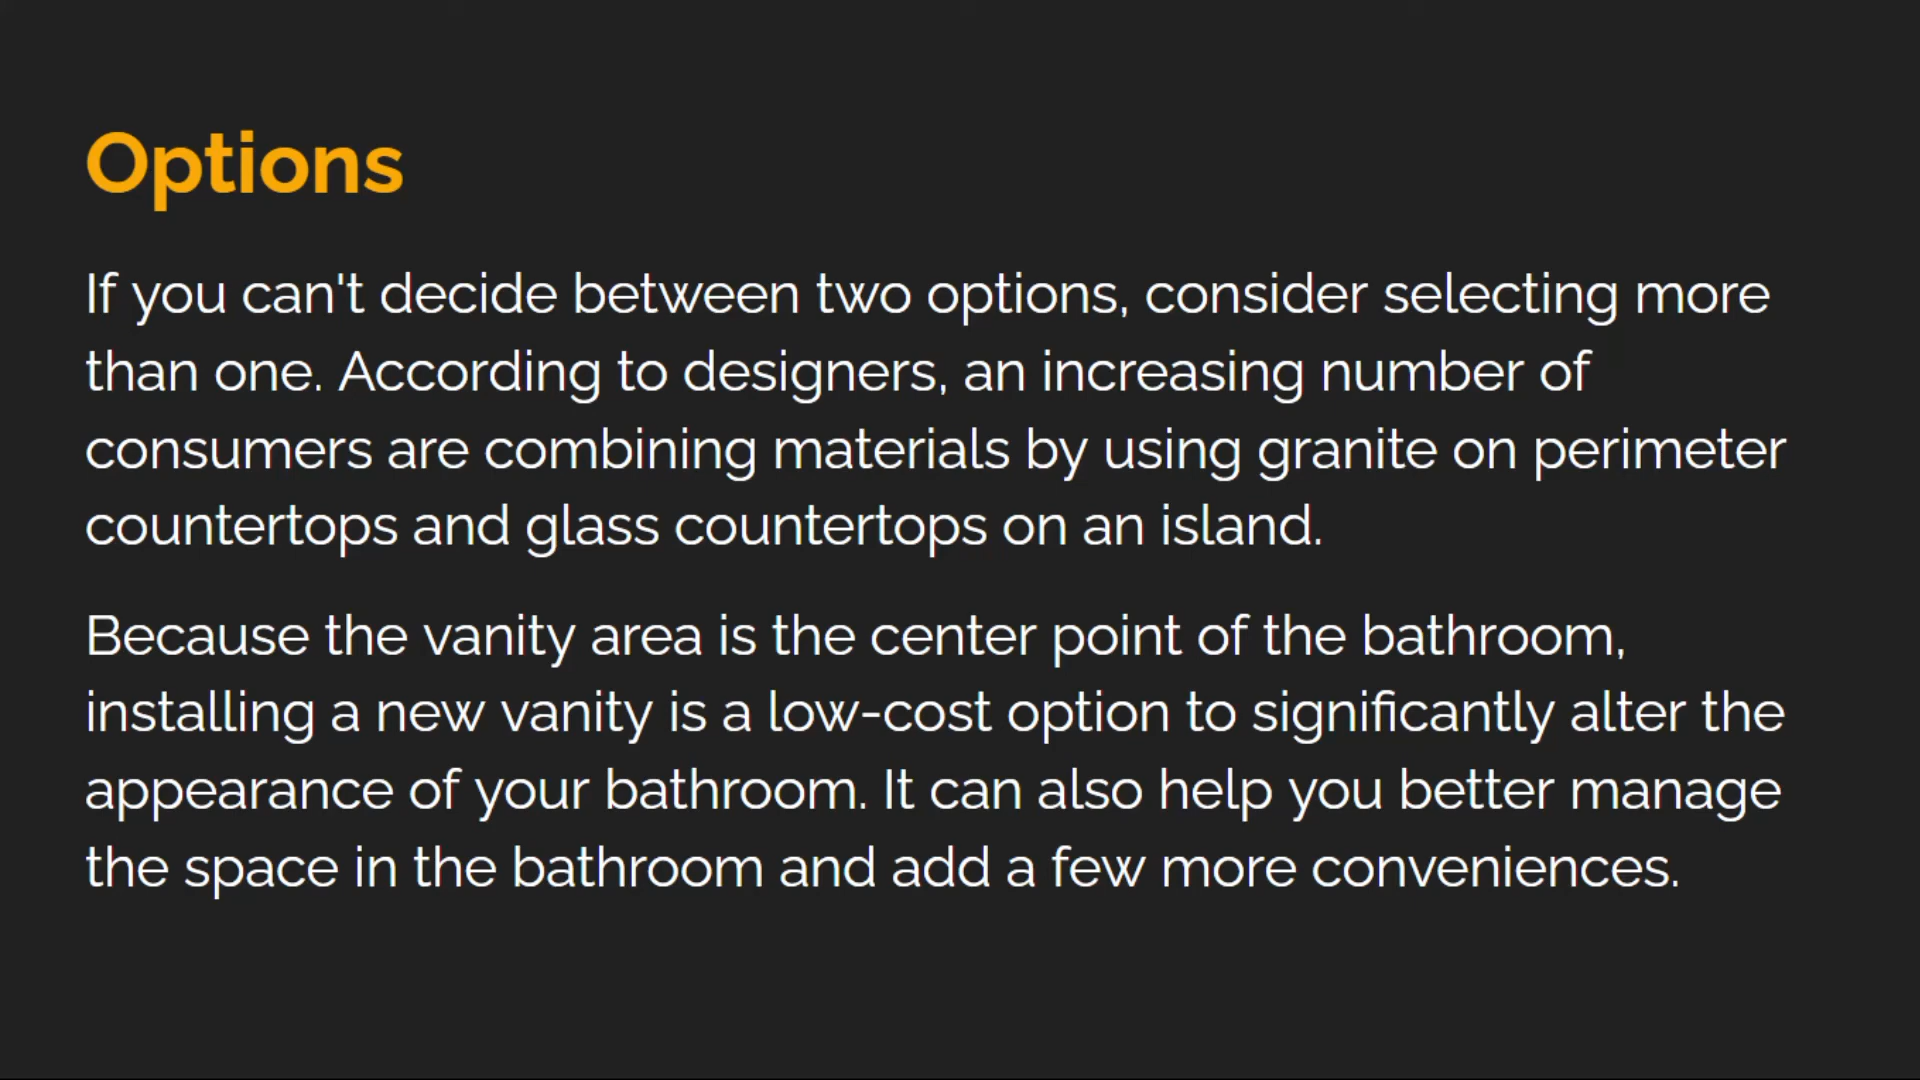 Options
If you can't decide between two options, consider selecting more
than one. According to designers, an increasing number of
consumers are combining materials by using granite on perimeter
countertops and glass countertops on an island.
Because the vanity area is the center point of the bathroom,
installing a new vanity is a low-cost option to significantly alter the
appearance of your bathroom. It can also help you better manage
the space in the bathroom and add a few more conveniences.